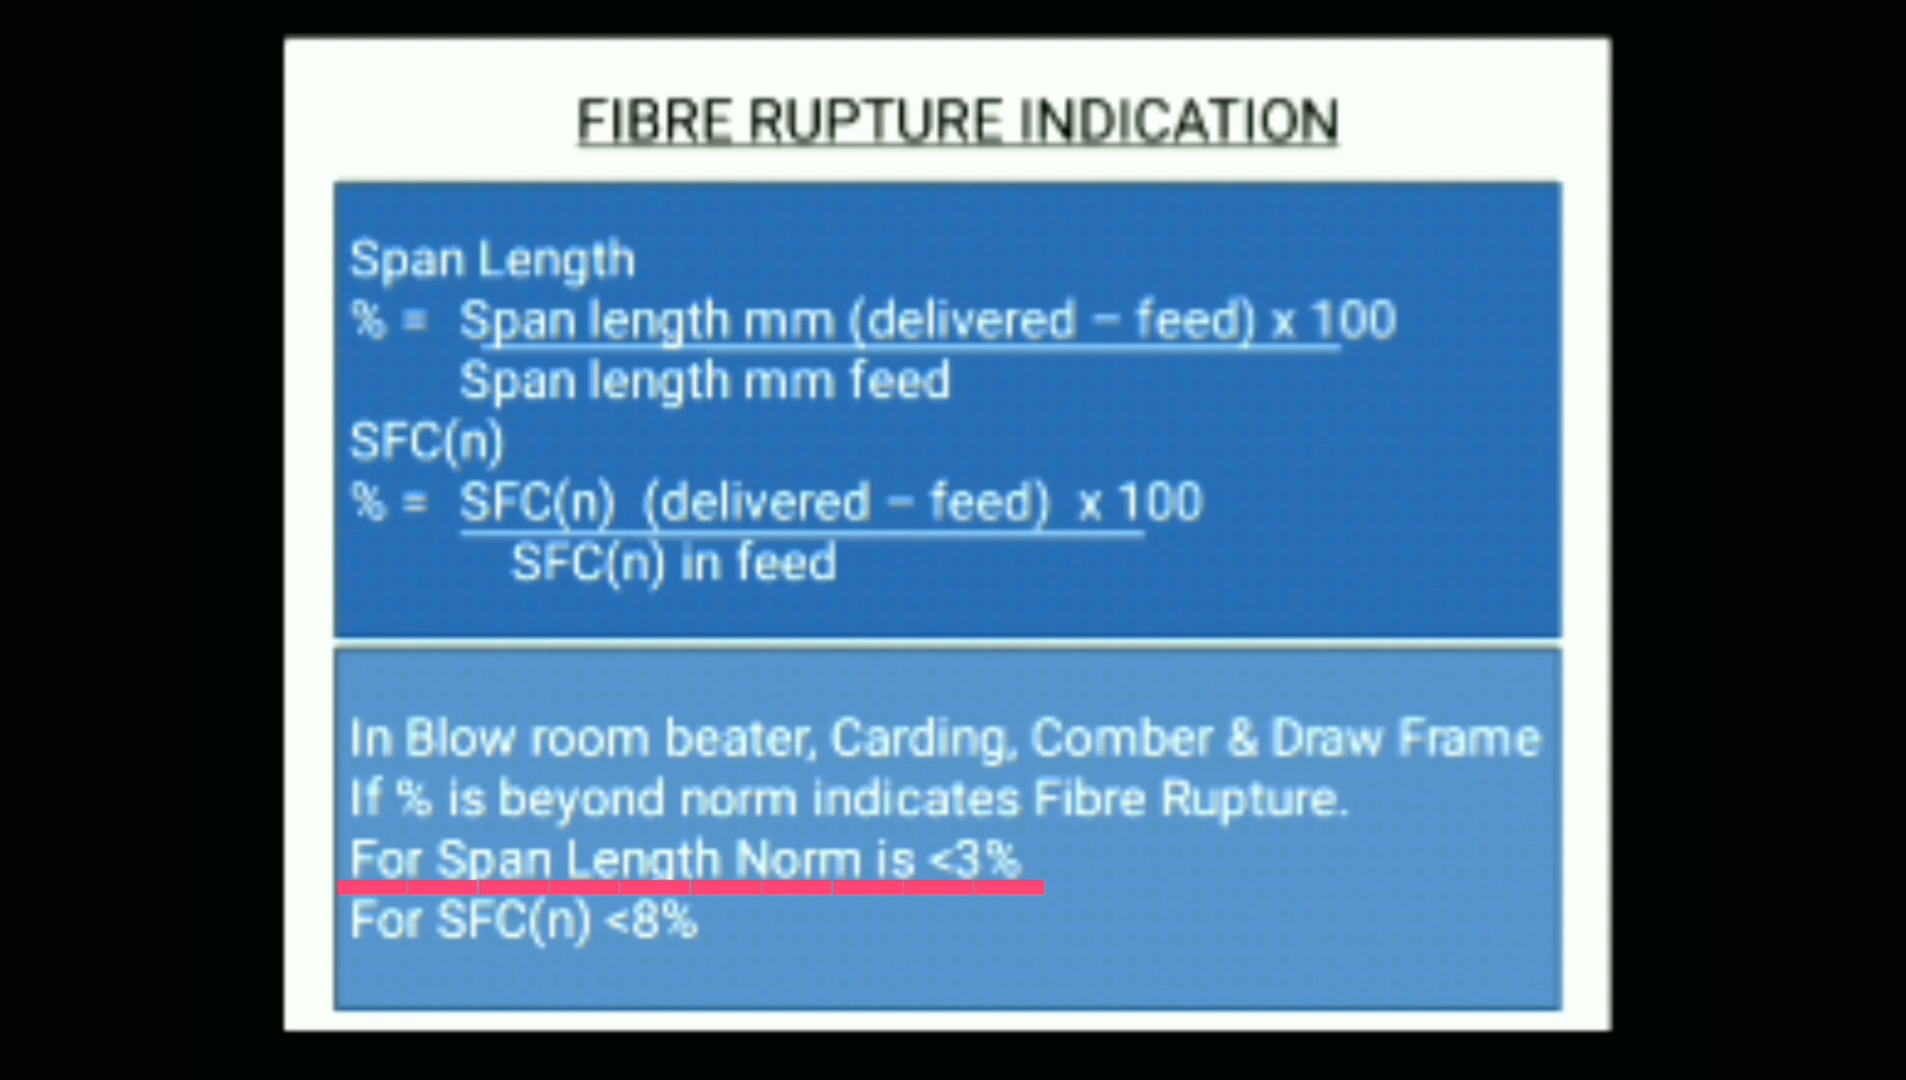 FIBRE RUPTURE INDICATION
Span Length
% = Span length mm (delivered – feed) x 100
Span length mm feed
SFC(n)
% = SFC(n) (delivered – feed) x 100
SFC(n) in feed
In Blow room beater, Carding, Comber & Draw Frame
If % is beyond norm indicates Fibre Rupture.
For Span Length Norm is <3%
For SFC(n) <8%